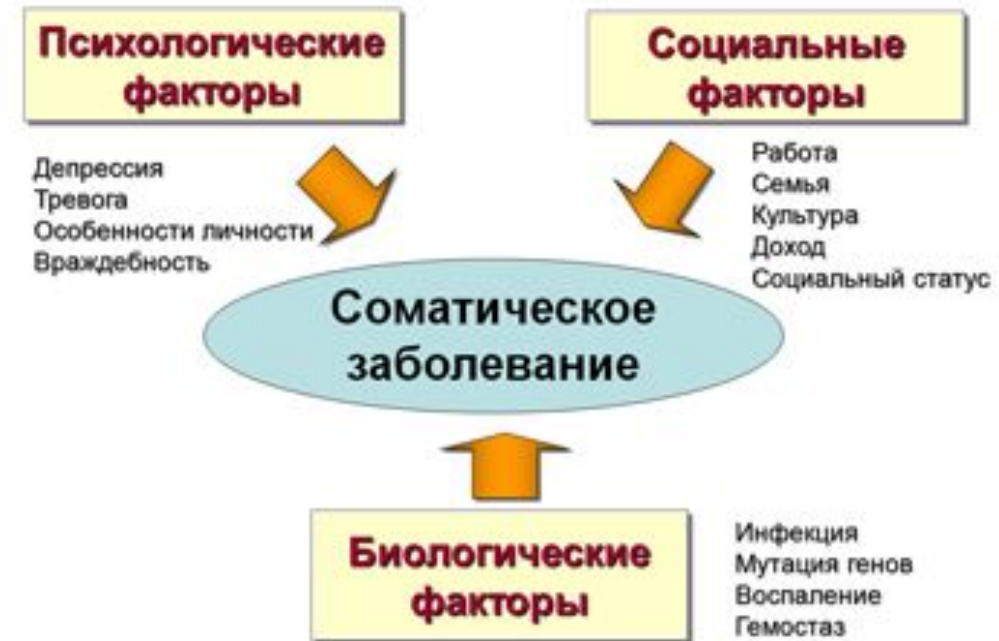 Психологические
факторы
Социальные
факторы
Депрессия
Тревога
Особенности личности
Враждебность
Работа
Семья
Культура
Доход
Социальный статус
Соматическое
заболевание
Биологические
факторы
Инфекция
Мутация генов
Воспаление
Гемостаз